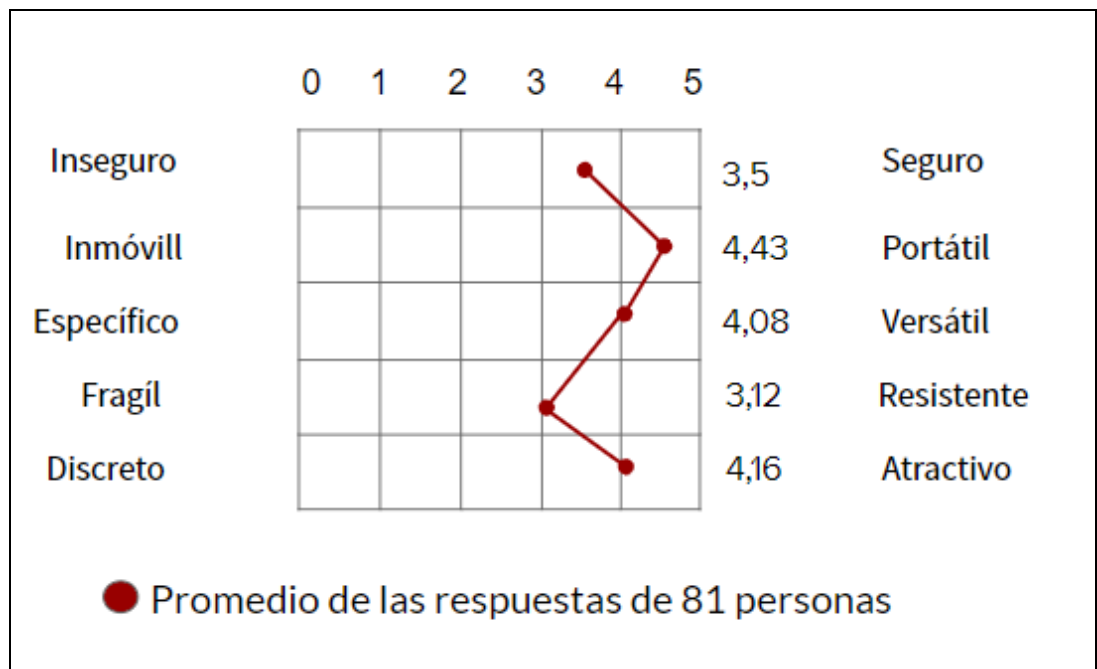 0 1 2 3 4 5
Inseguro 3,5 Seguro
Inmóvill 4,43 Portátil
Específico 4,08 Versátil
Fragíl 3,12 Resistente
Discreto 4,16 Atractivo
Promedio de las respuestas de 81 personas